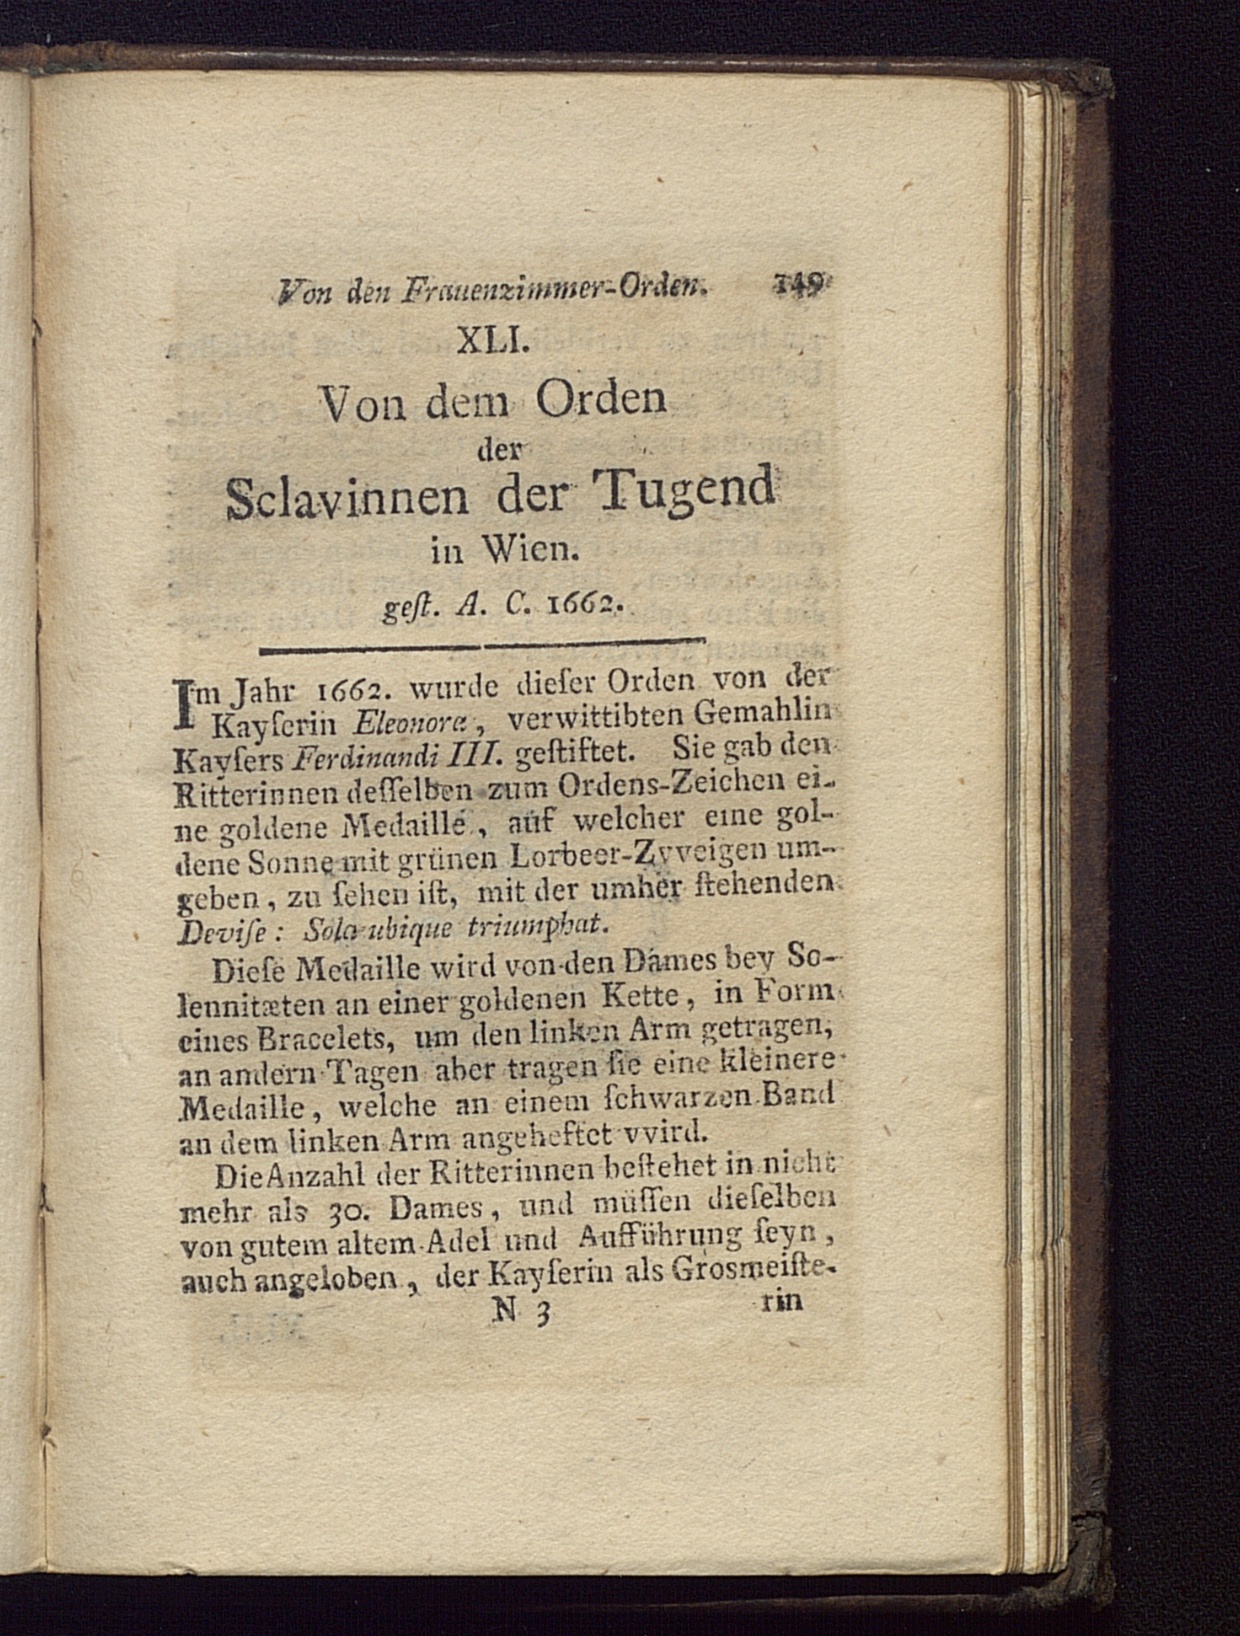 Von den Frauenzimmer-Orden. 149
XLI.
Von dem Orden
der
Sclavinnen der Tugend
in Wien.
geſt. A. C. 1662.
Im Jahr 1662. wurde dieſer Orden von der
Kayſerin Eleonore, verwittibten Gemahlin
Kayſers Ferdinandi III. geſtiftet. Sie gab den
Ritterinnen deſſelben zum Ordens-Zeichen ei-
ne goldene Medaille, auf welcher eine gol-
dene Sonne mit grünen Lorbeer-Zvveigen um-
geben, zu ſehen iſt, mit der umher ſtehenden
Deviſe: Sola ubique triumphat.
Dieſe Medaille wird von den Dames bey So-
lennitæten an einer goldenen Kette, in Form
eines Bracelets, um den linken Arm getragen,
an andern Tagen aber tragen ſie eine kleinere
Medaille, welche an einem ſchwarzen Band
an dem linken Arm angeheftet vvird.
Die Anzahl der Ritterinnen beſtehet in nicht
mehr als 30. Dames, und müſſen dieſelben
von gutem altem Adel und Aufführung ſeyn,
auch angeloben, der Kayſerin als Grosmeiſte-
N 3 rin